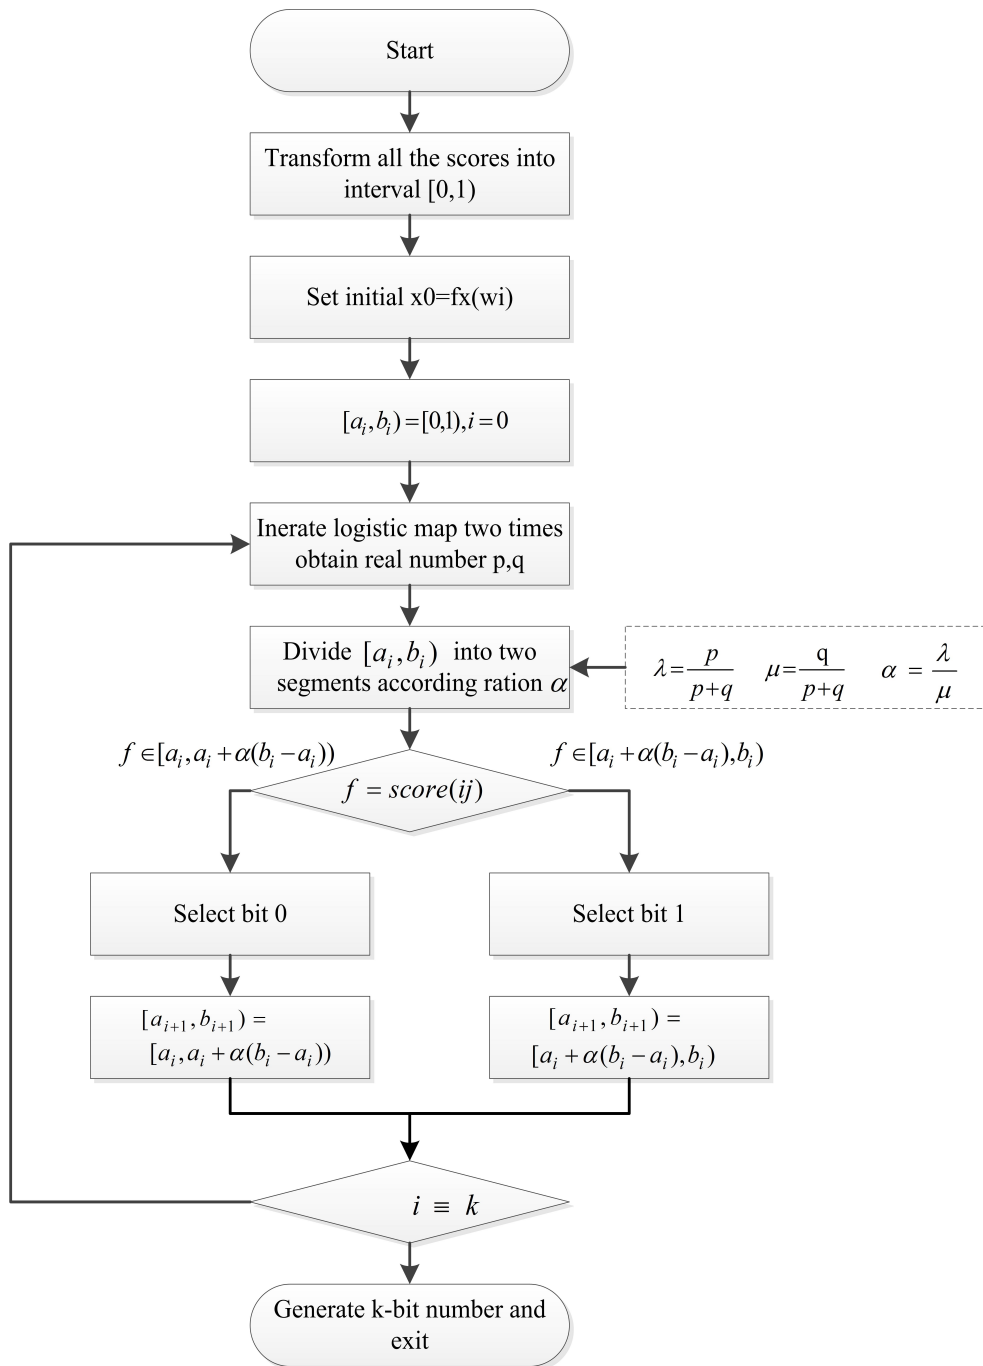 Start
Transform all the scores into
interval [0,1)
Set initial x0=fx(wi)
[a_i,b_i)=[0,1),i=0
Inerate logistic map two times
obtain real number p,q
Divide [a_i,b_i) into two
segments according ration α
λ=p/(p+q) μ=q/(p+q) α = λ/μ
f∈[a_i,a_i+α(b_i−a_i))
f∈[a_i+α(b_i−a_i),b_i)
f = score(ij)
Select bit 0
Select bit 1
[a_{i+1},b_{i+1}) =
[a_i,a_i+α(b_i−a_i))
[a_{i+1},b_{i+1}) =
[a_i+α(b_i−a_i),b_i)
i ≡ k
Generate k-bit number and
exit